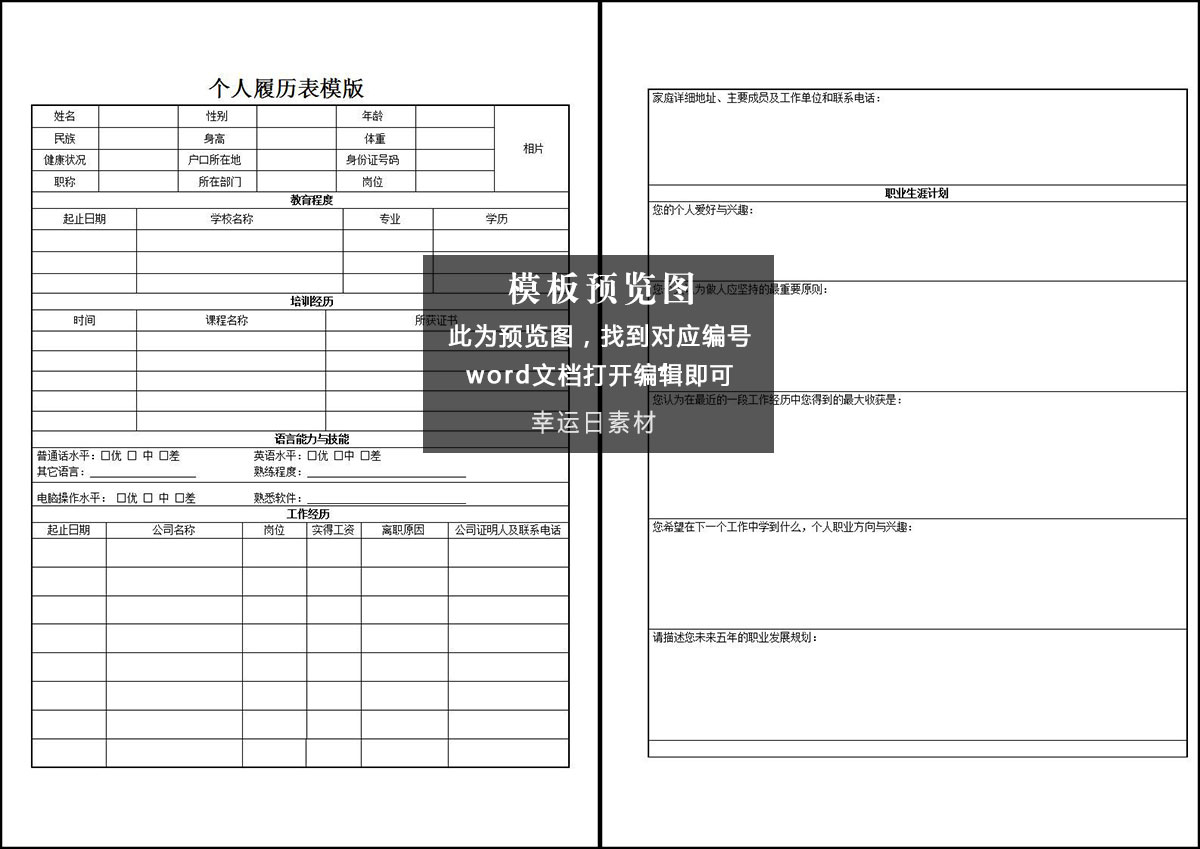 个人履历表模版
姓名 性别 年龄
相片
民族 身高 体重
健康状况 户口所在地 身份证号码
职称 所在部门 岗位
教育程度
起止日期 学校名称 专业 学历
培训经历
时间 课程名称 所获证书
语言能力与技能
普通话水平：□优 □ 中 □差 英语水平：□优 □中 □差
其它语言：__________ 熟练程度：__________
电脑操作水平： □优 □ 中 □差 熟悉软件：__________
工作经历
起止日期 公司名称 岗位 实得工资 离职原因 公司证明人及联系电话
家庭详细地址、主要成员及工作单位和联系电话：
职业生涯计划
您的个人爱好与兴趣：
为做人应坚持的最重要原则：
您认为在最近的一段工作经历中您得到的最大收获是：
您希望在下一个工作中学到什么，个人职业方向与兴趣：
请描述您未来五年的职业发展规划：
模板预览图
此为预览图，找到对应编号
word文档打开编辑即可
幸运日素材